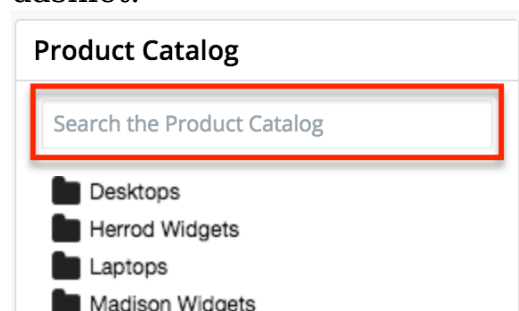 Product Catalog
Search the Product Catalog
Desktops
Herrod Widgets
Laptops
Madison Widgets